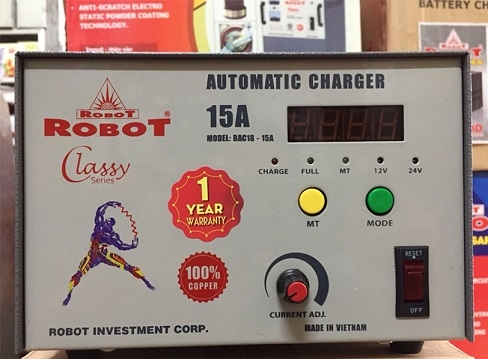 ANTI-SCRATCH ELECTRO
STATIC POWDER COATING
TECHNOLOGY.
BATTERY CH
ROBOT
ROBOT®
Classy
Series
AUTOMATIC CHARGER
15A
MODEL: BAC16 - 15A
CHARGE FULL MT 12V 24V
MT MODE
1
YEAR
WARRANTY
100%
COPPER
CURRENT ADJ.
RESET
OFF
ROBOT INVESTMENT CORP.
MADE IN VIETNAM